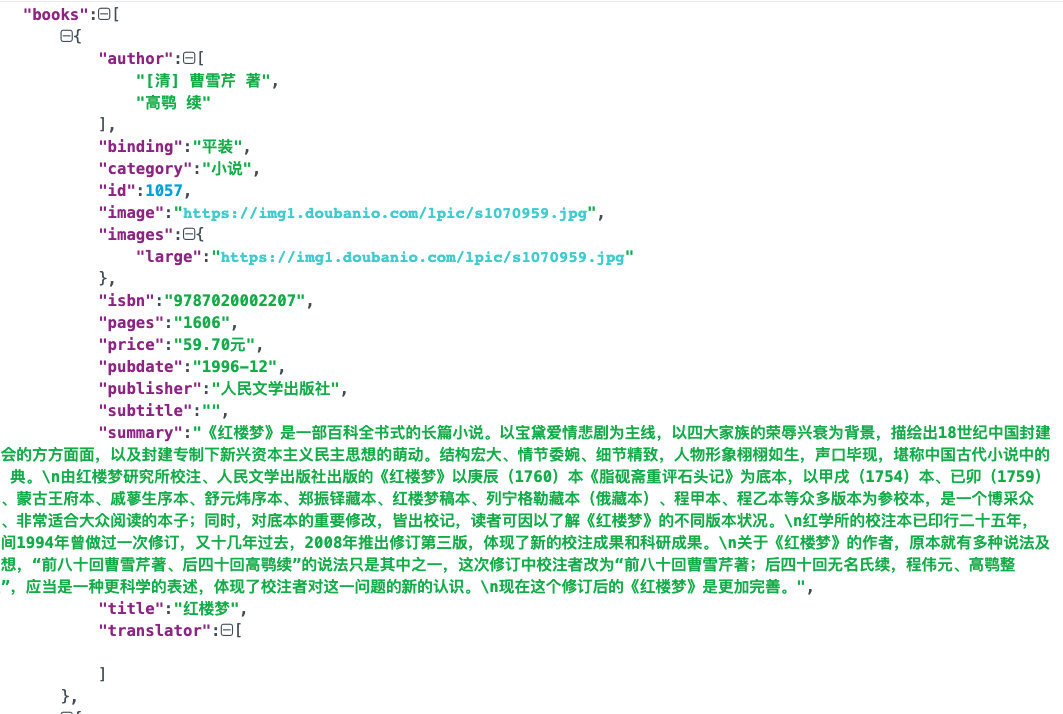 "books":[
{
"author":[
"[清] 曹雪芹 著",
"高鹗 续"
],
"binding":"平装",
"category":"小说",
"id":1057,
"image":"https://img1.doubanio.com/lpic/s1070959.jpg",
"images":{
"large":"https://img1.doubanio.com/lpic/s1070959.jpg"
},
"isbn":"9787020002207",
"pages":"1606",
"price":"59.70元",
"pubdate":"1996-12",
"publisher":"人民文学出版社",
"subtitle":"",
"summary":"《红楼梦》是一部百科全书式的长篇小说。以宝黛爱情悲剧为主线，以四大家族的荣辱兴衰为背景，描绘出18世纪中国封建
会的方方面面，以及封建专制下新兴资本主义民主思想的萌动。结构宏大、情节委婉、细节精致，人物形象栩栩如生，声口毕现，堪称中国古代小说中的
典。\n由红楼梦研究所校注、人民文学出版社出版的《红楼梦》以庚辰（1760）本《脂砚斋重评石头记》为底本，以甲戌（1754）本、已卯（1759）
、蒙古王府本、戚蓼生序本、舒元炜序本、郑振铎藏本、红楼梦稿本、列宁格勒藏本（俄藏本）、程甲本、程乙本等众多版本为参校本，是一个博采众
、非常适合大众阅读的本子；同时，对底本的重要修改，皆出校记，读者可因以了解《红楼梦》的不同版本状况。\n红学所的校注本已印行二十五年，
间1994年曾做过一次修订，又十几年过去，2008年推出修订第三版，体现了新的校注成果和科研成果。\n关于《红楼梦》的作者，原本就有多种说法及
想，“前八十回曹雪芹著、后四十回高鹗续”的说法只是其中之一，这次修订中校注者改为“前八十回曹雪芹著；后四十回无名氏续，程伟元、高鹗整
”，应当是一种更科学的表述，体现了校注者对这一问题的新的认识。\n现在这个修订后的《红楼梦》是更加完善。",
"title":"红楼梦",
"translator":[
]
},